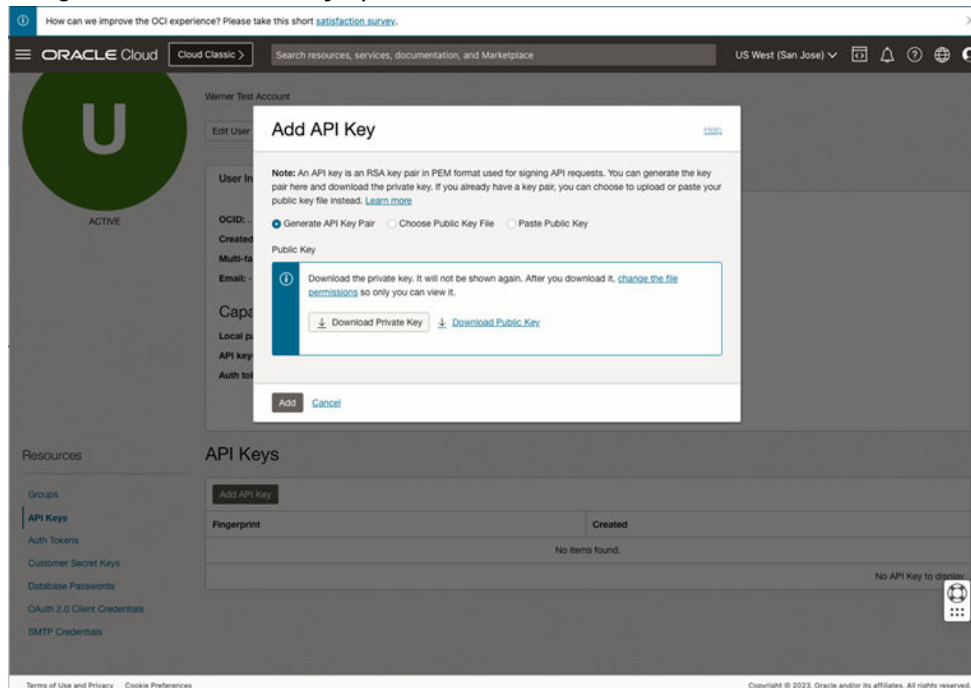 How can we improve the OCI experience? Please take this short satisfaction survey.
ORACLE Cloud
Cloud Classic >
Search resources, services, documentation, and Marketplace
US West (San Jose)
U
ACTIVE
Werner Test Account
Edit User
User In
OCID: ..
Created
Multi-fa
Email: -
Capa
Local pa
API key
Auth tol
Add API Key
Help
Note: An API key is an RSA key pair in PEM format used for signing API requests. You can generate the key
pair here and download the private key. If you already have a key pair, you can choose to upload or paste your
public key file instead. Learn more
Generate API Key Pair
Choose Public Key File
Paste Public Key
Public Key
Download the private key. It will not be shown again. After you download it, change the file
permissions so only you can view it.
Download Private Key
Download Public Key
Add
Cancel
Resources
Groups
API Keys
Auth Tokens
Customer Secret Keys
Database Passwords
OAuth 2.0 Client Credentials
SMTP Credentials
API Keys
Add API Key
Fingerprint
Created
No items found.
No API Key to display.
Terms of Use and Privacy
Cookie Preferences
Copyright © 2023, Oracle and/or its affiliates. All rights reserved.